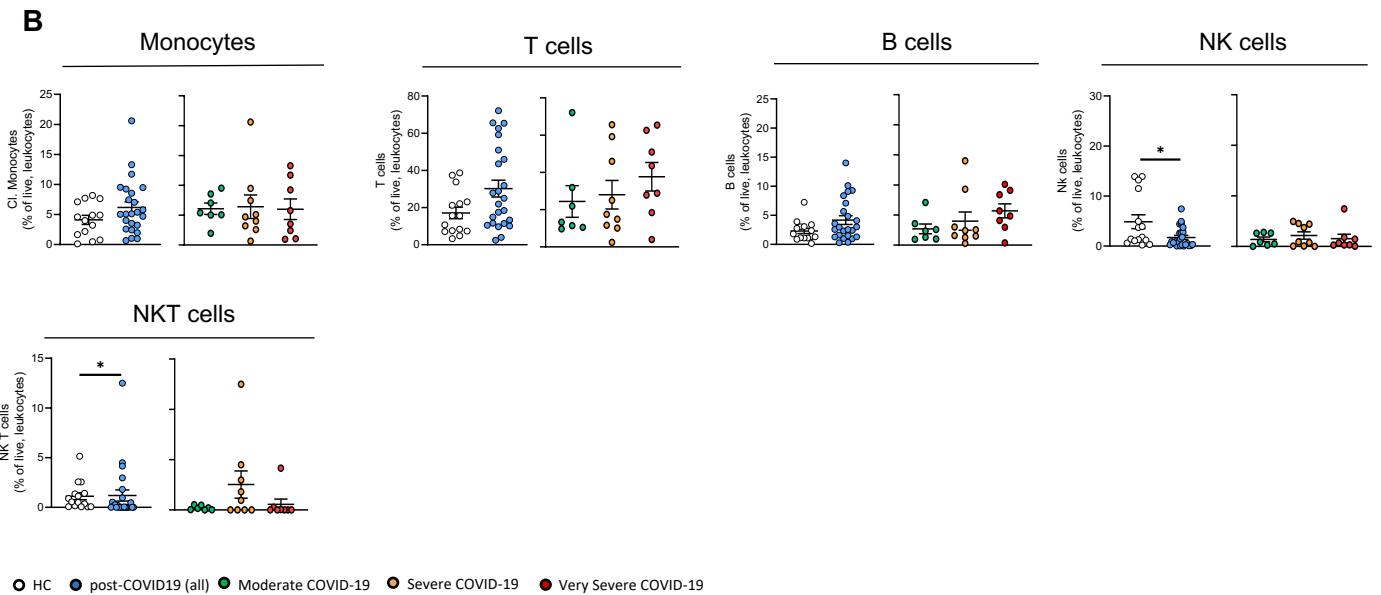 B
Monocytes
T cells
B cells
NK cells
Cl. Monocytes
(% of live, leukocytes)
25
20
15
10
5
0
T cells
(% of live, leukocytes)
80
60
40
20
0
B cells
(% of live, leukocytes)
25
20
15
10
5
0
Nk cells
(% of live, leukocytes)
30
20
10
0
*
NKT cells
NK T cells
(% of live, leukocytes)
15
10
5
0
*
HC
post-COVID19 (all)
Moderate COVID-19
Severe COVID-19
Very Severe COVID-19